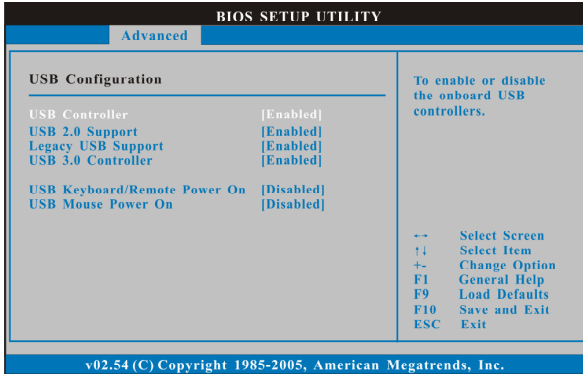 BIOS SETUP UTILITY
Advanced
USB Configuration
USB Controller [Enabled]
USB 2.0 Support [Enabled]
Legacy USB Support [Enabled]
USB 3.0 Controller [Enabled]
USB Keyboard/Remote Power On [Disabled]
USB Mouse Power On [Disabled]
To enable or disable
the onboard USB
controllers.
←→ Select Screen
↑↓ Select Item
+- Change Option
F1 General Help
F9 Load Defaults
F10 Save and Exit
ESC Exit
v02.54 (C) Copyright 1985-2005, American Megatrends, Inc.